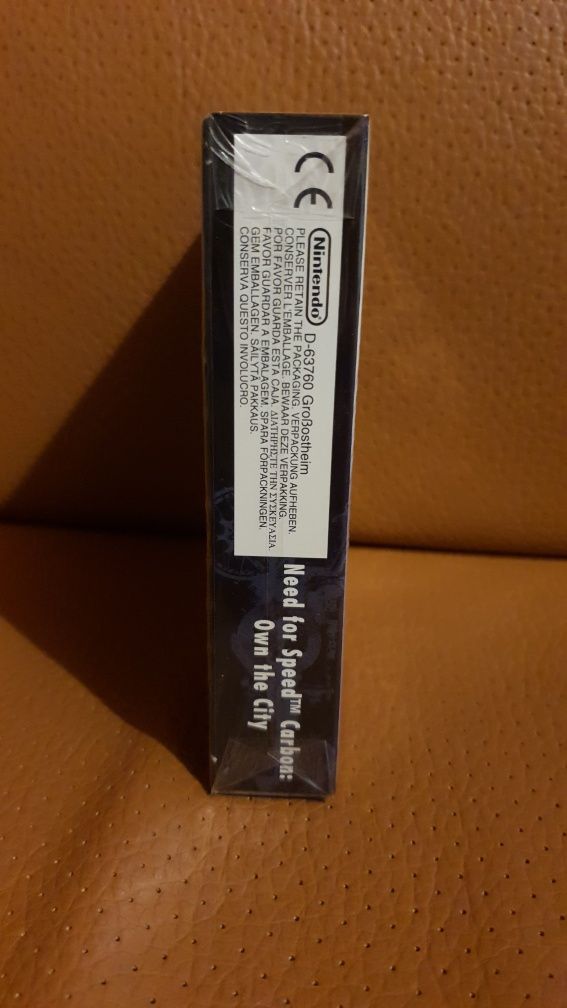 CE
Nintendo® D-63760 Großostheim
PLEASE RETAIN THE PACKAGING. VERPACKUNG AUFHEBEN.
CONSERVER L'EMBALLAGE. BEWAAR DEZE VERPAKKING.
POR FAVOR GUARDA ESTA CAJA. ΔΙΑΤΗΡΗΣΤΕ ΤΗΝ ΣΥΣΚΕΥΑΣΙΑ.
FAVOR GUARDAR A EMBALAGEM. SPARA FÖRPACKNINGEN.
GEM EMBALLAGEN. SÄILYTÄ PAKKAUS.
CONSERVA QUESTO INVOLUCRO.
Need for Speed™ Carbon:
Own the City